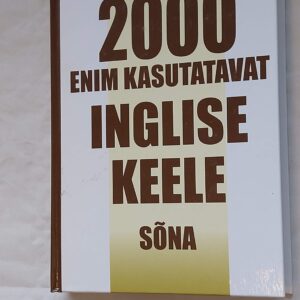 2000
ENIM KASUTATAVAT
INGLISE
KEELE
SÕNA